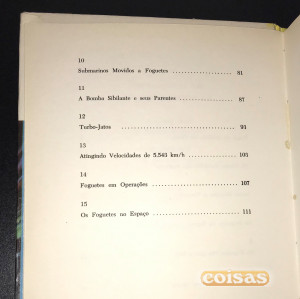 10
Submarinos Movidos a Foguetes ........................ 81
11
A Bomba Sibilante e seus Parentes .................. 87
12
Turbo-Jatos ........................................ 93
13
Atingindo Velocidades de 5.541 km/h ............. 101
14
Foguetes em Operações ........................... 107
15
Os Foguetes no Espaço ........................... 111
coisas